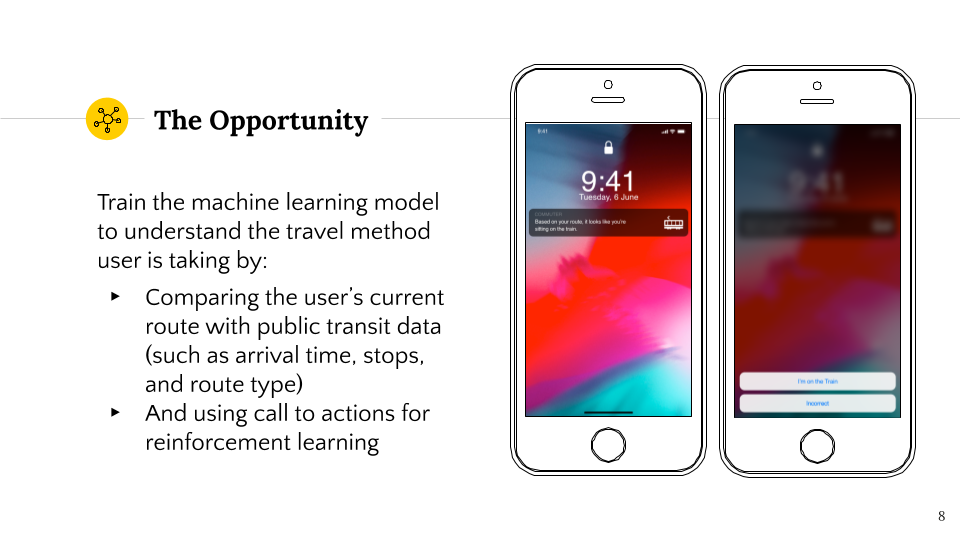 The Opportunity
Train the machine learning model
to understand the travel method
user is taking by:
▸ Comparing the user’s current
route with public transit data
(such as arrival time, stops,
and route type)
▸ And using call to actions for
reinforcement learning
9:41
9:41
Tuesday, 6 June
COMMUTER
Based on your route, it looks like you're
sitting on the train.
9:41
I'm on the Train
Incorrect
8